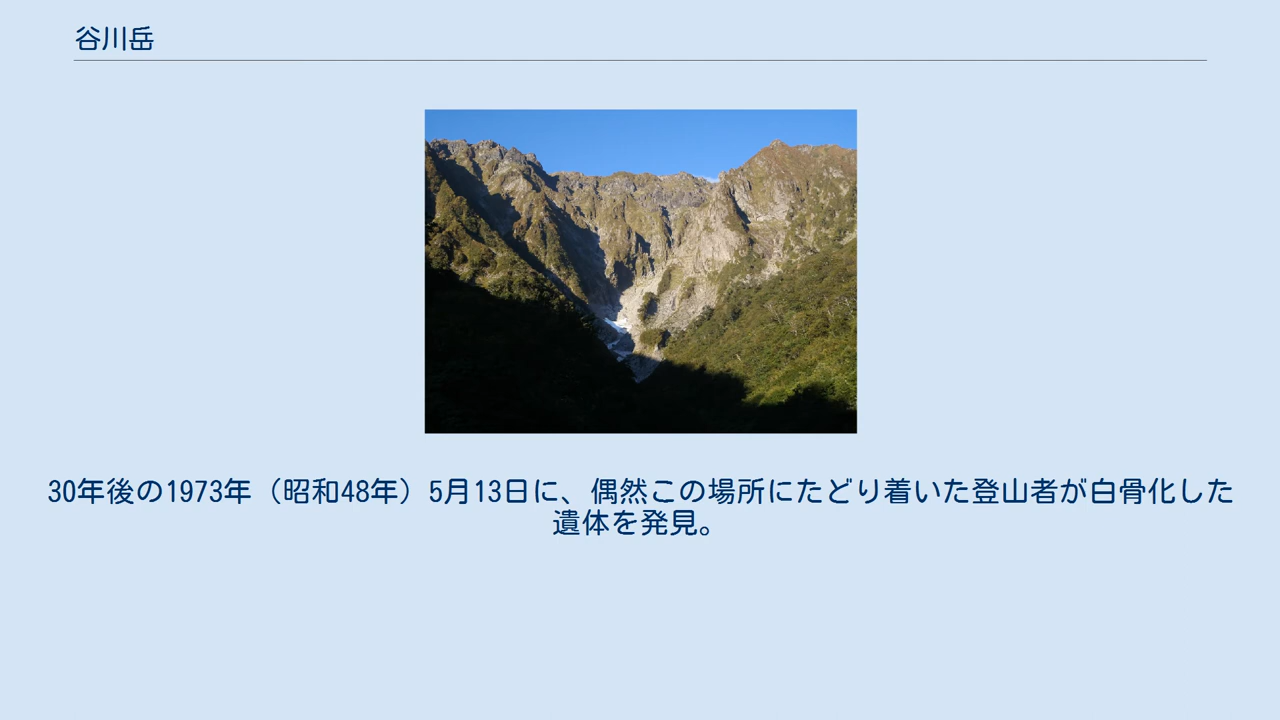 谷川岳
30年後の1973年（昭和48年）5月13日に、偶然この場所にたどり着いた登山者が白骨化した
遺体を発見。